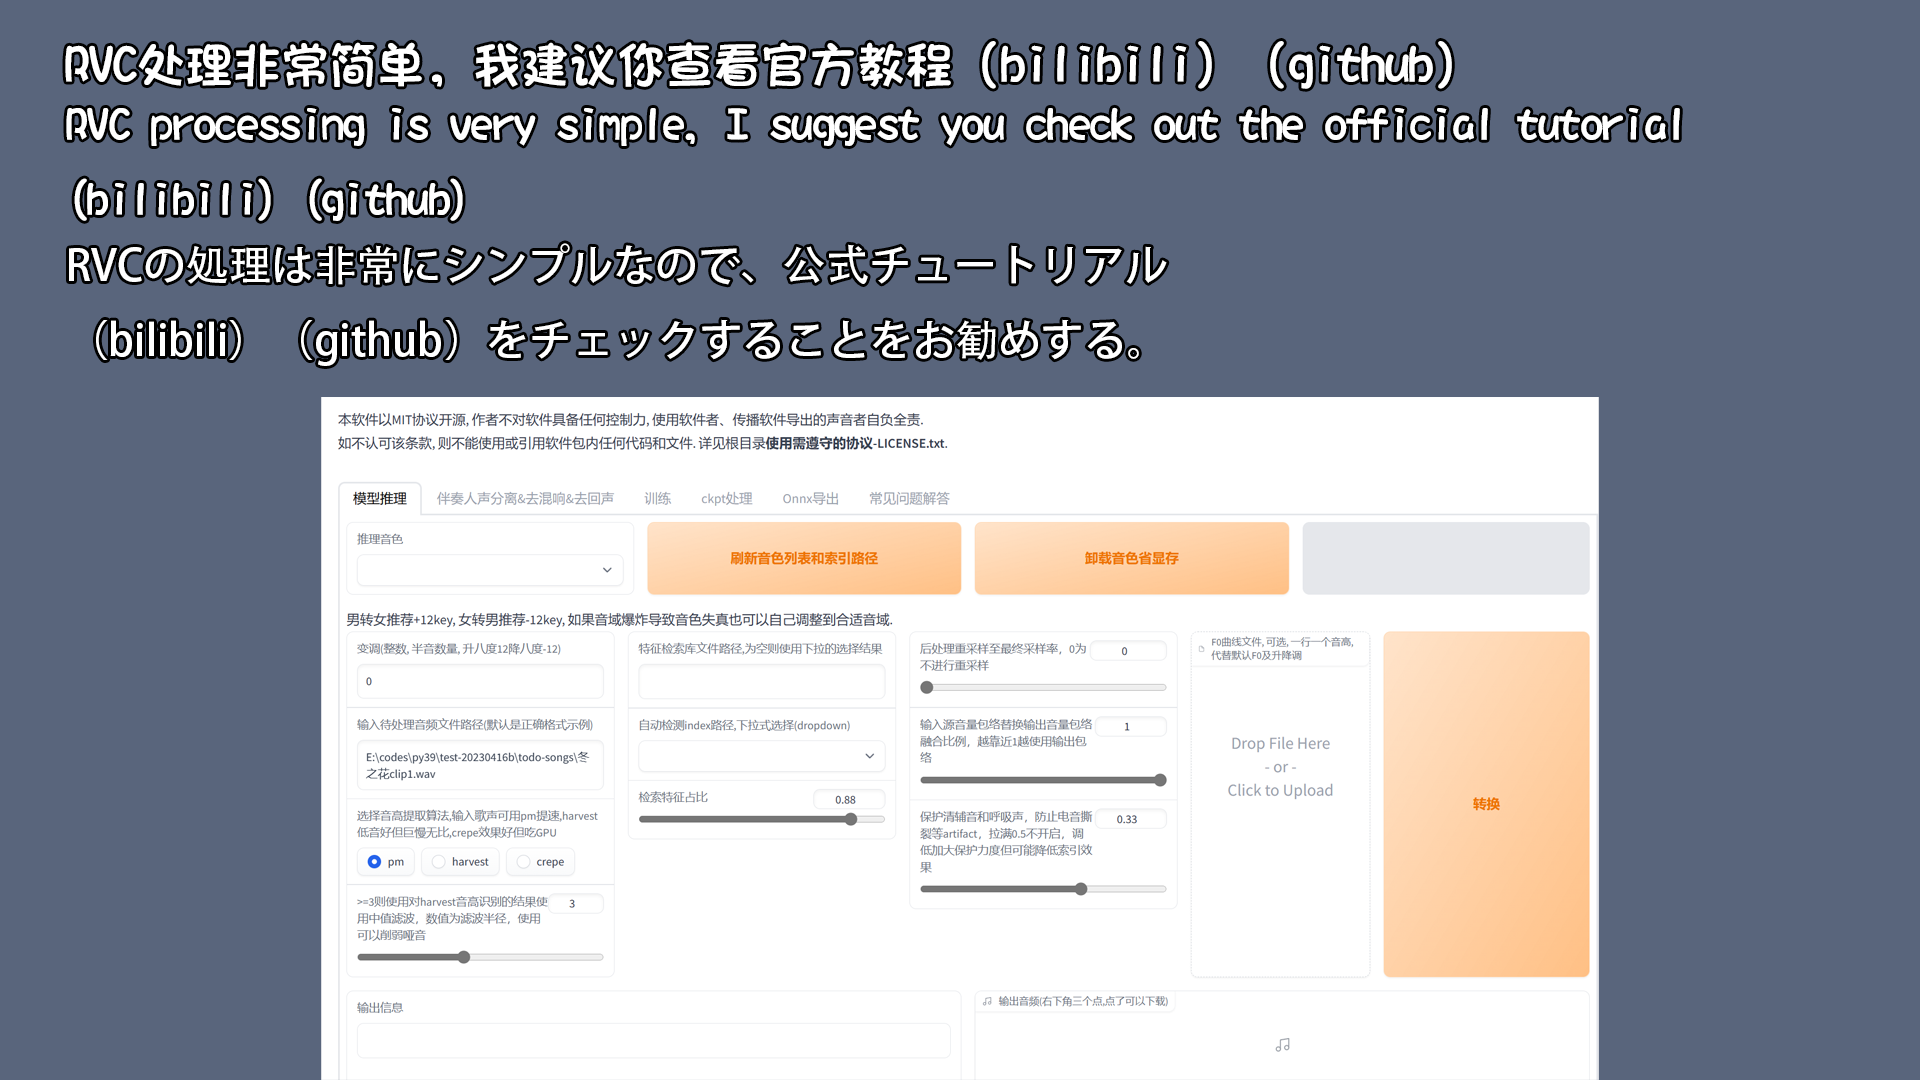 RVC处理非常简单，我建议你查看官方教程（bilibili）（github）
RVC processing is very simple, I suggest you check out the official tutorial
(bilibili) (github)
RVCの処理は非常にシンプルなので、公式チュートリアル
（bilibili）（github）をチェックすることをお勧めする。
本软件以MIT协议开源, 作者不对软件具备任何控制力, 使用软件者、传播软件导出的声音者自负全责.
如不认可该条款, 则不能使用或引用软件包内任何代码和文件. 详见根目录使用需遵守的协议-LICENSE.txt.
模型推理 伴奏人声分离&去混响&去回声 训练 ckpt处理 Onnx导出 常见问题解答
推理音色
刷新音色列表和索引路径
卸载音色省显存
男转女推荐+12key, 女转男推荐-12key, 如果音域爆炸导致音色失真也可以自己调整到合适音域.
变调(整数, 半音数量, 升八度12降八度-12)
0
输入待处理音频文件路径(默认是正确格式示例)
E:\codes\py39\test-20230416b\todo-songs\冬
之花clip1.wav
选择音高提取算法,输入歌声可用pm提速,harvest
低音好但巨慢无比,crepe效果好但吃GPU
pm harvest crepe
>=3则使用对harvest音高识别的结果使
用中值滤波，数值为滤波半径，使用
可以削弱哑音
3
特征检索库文件路径,为空则使用下拉的选择结果
自动检测index路径,下拉式选择(dropdown)
检索特征占比
0.88
后处理重采样至最终采样率，0为
不进行重采样
0
输入源音量包络替换输出音量包络
融合比例，越靠近1越使用输出包
络
1
保护清辅音和呼吸声，防止电音撕
裂等artifact，拉满0.5不开启，调
低加大保护力度但可能降低索引效
果
0.33
F0曲线文件, 可选, 一行一个音高,
代替默认F0及升降调
Drop File Here
- or -
Click to Upload
转换
输出信息
输出音频(右下角三个点,点了可以下载)